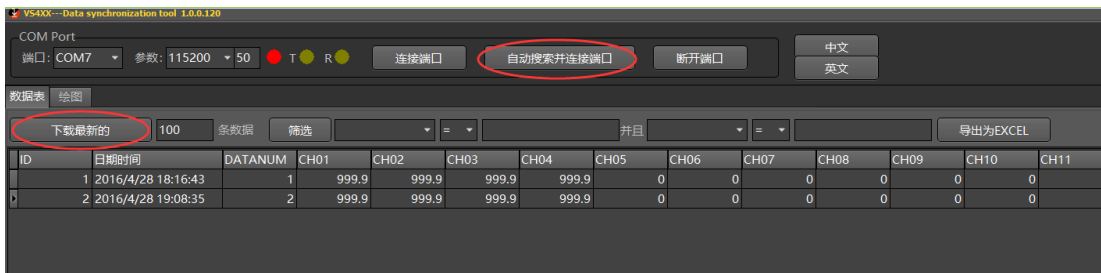 VS4XX---Data synchronization tool 1.0.0.120
COM Port
端口: COM7 参数: 115200 50 T R 连接端口 自动搜索并连接端口 断开端口 中文
英文
数据表 绘图
下载最新的 100 条数据 筛选 = 并且 = 导出为EXCEL
ID 日期时间 DATANUM CH01 CH02 CH03 CH04 CH05 CH06 CH07 CH08 CH09 CH10 CH11
1 2016/4/28 18:16:43 1 999.9 999.9 999.9 999.9 0 0 0 0 0 0
2 2016/4/28 19:08:35 2 999.9 999.9 999.9 999.9 0 0 0 0 0 0